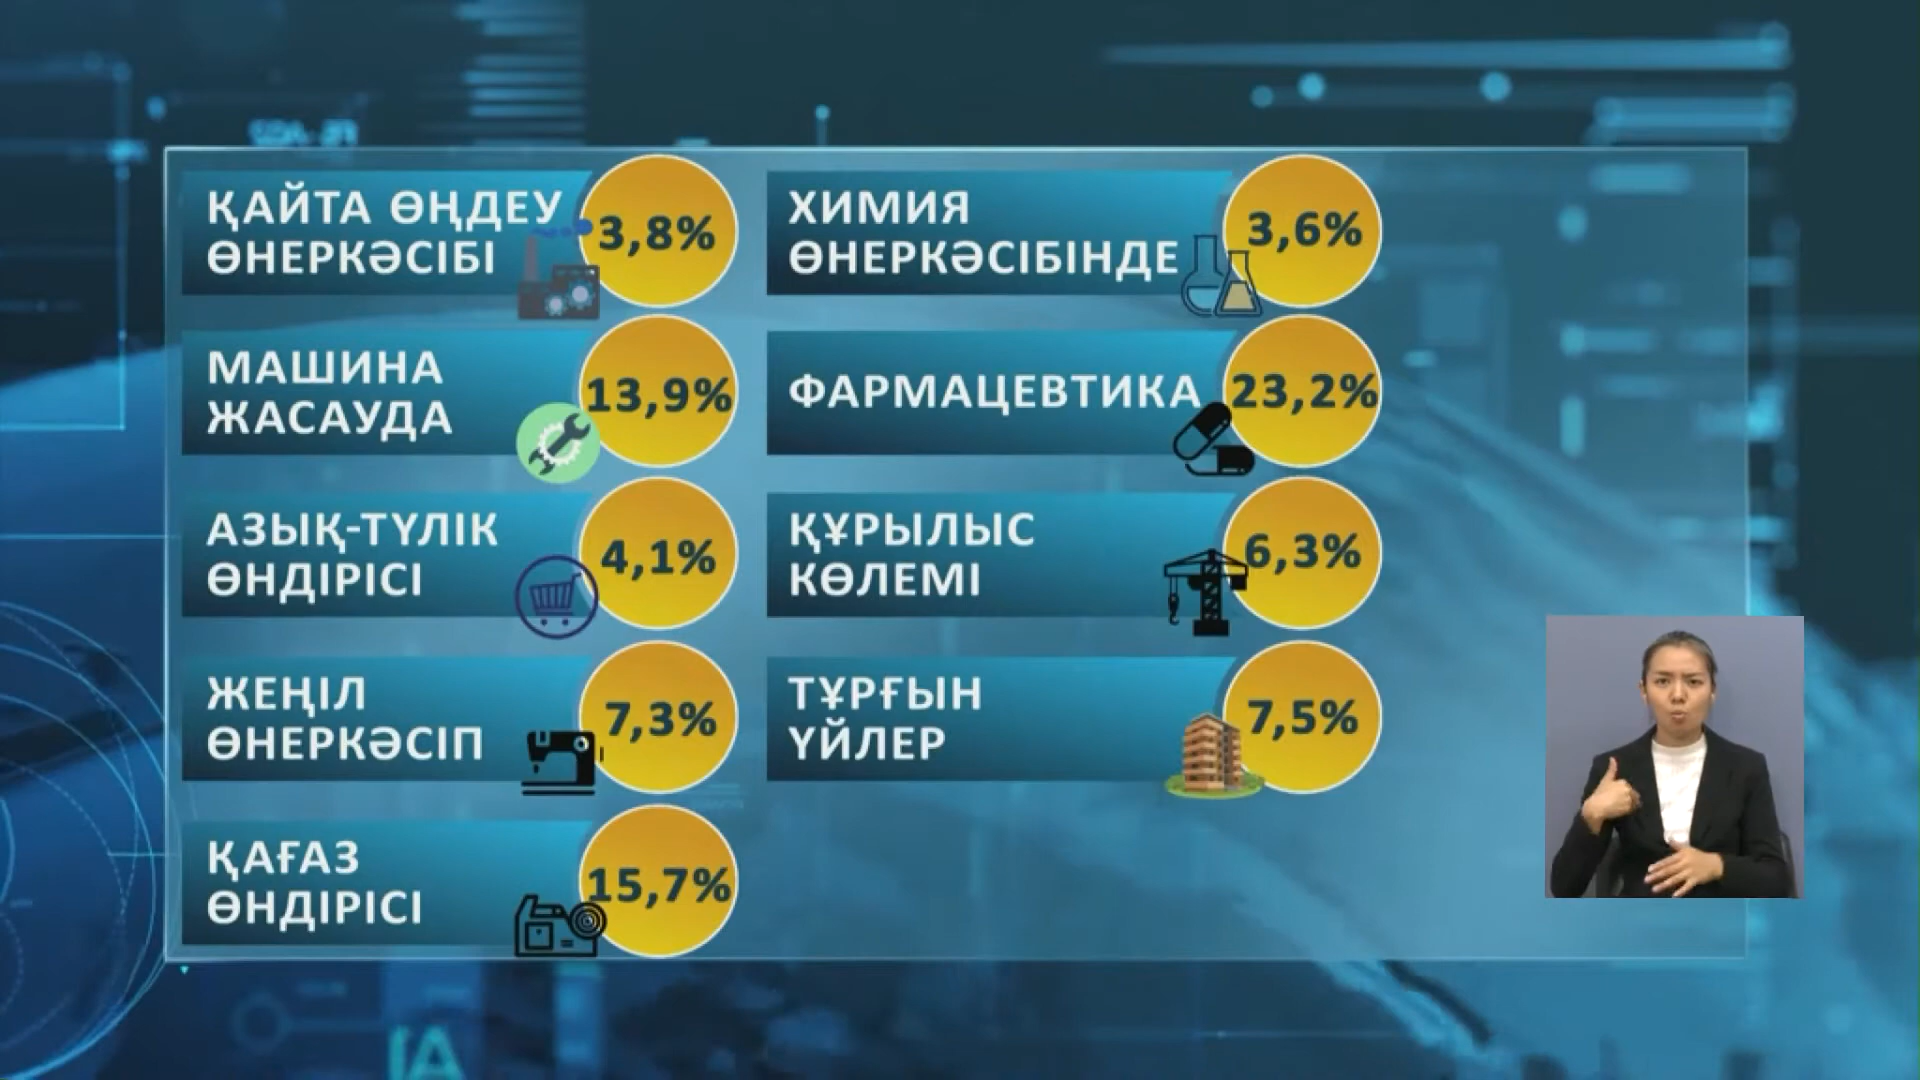 ҚАЙТА ӨҢДЕУ
ӨНЕРКӘСІБІ
3,8%
МАШИНА
ЖАСАУДА
13,9%
АЗЫҚ-ТҮЛІК
ӨНДІРІСІ
4,1%
ЖЕҢІЛ
ӨНЕРКӘСІП
7,3%
ҚАҒАЗ
ӨНДІРІСІ
15,7%
ХИМИЯ
ӨНЕРКӘСІБІНДЕ
3,6%
ФАРМАЦЕВТИКА
23,2%
ҚҰРЫЛЫС
КӨЛЕМІ
6,3%
ТҰРҒЫН
ҮЙЛЕР
7,5%